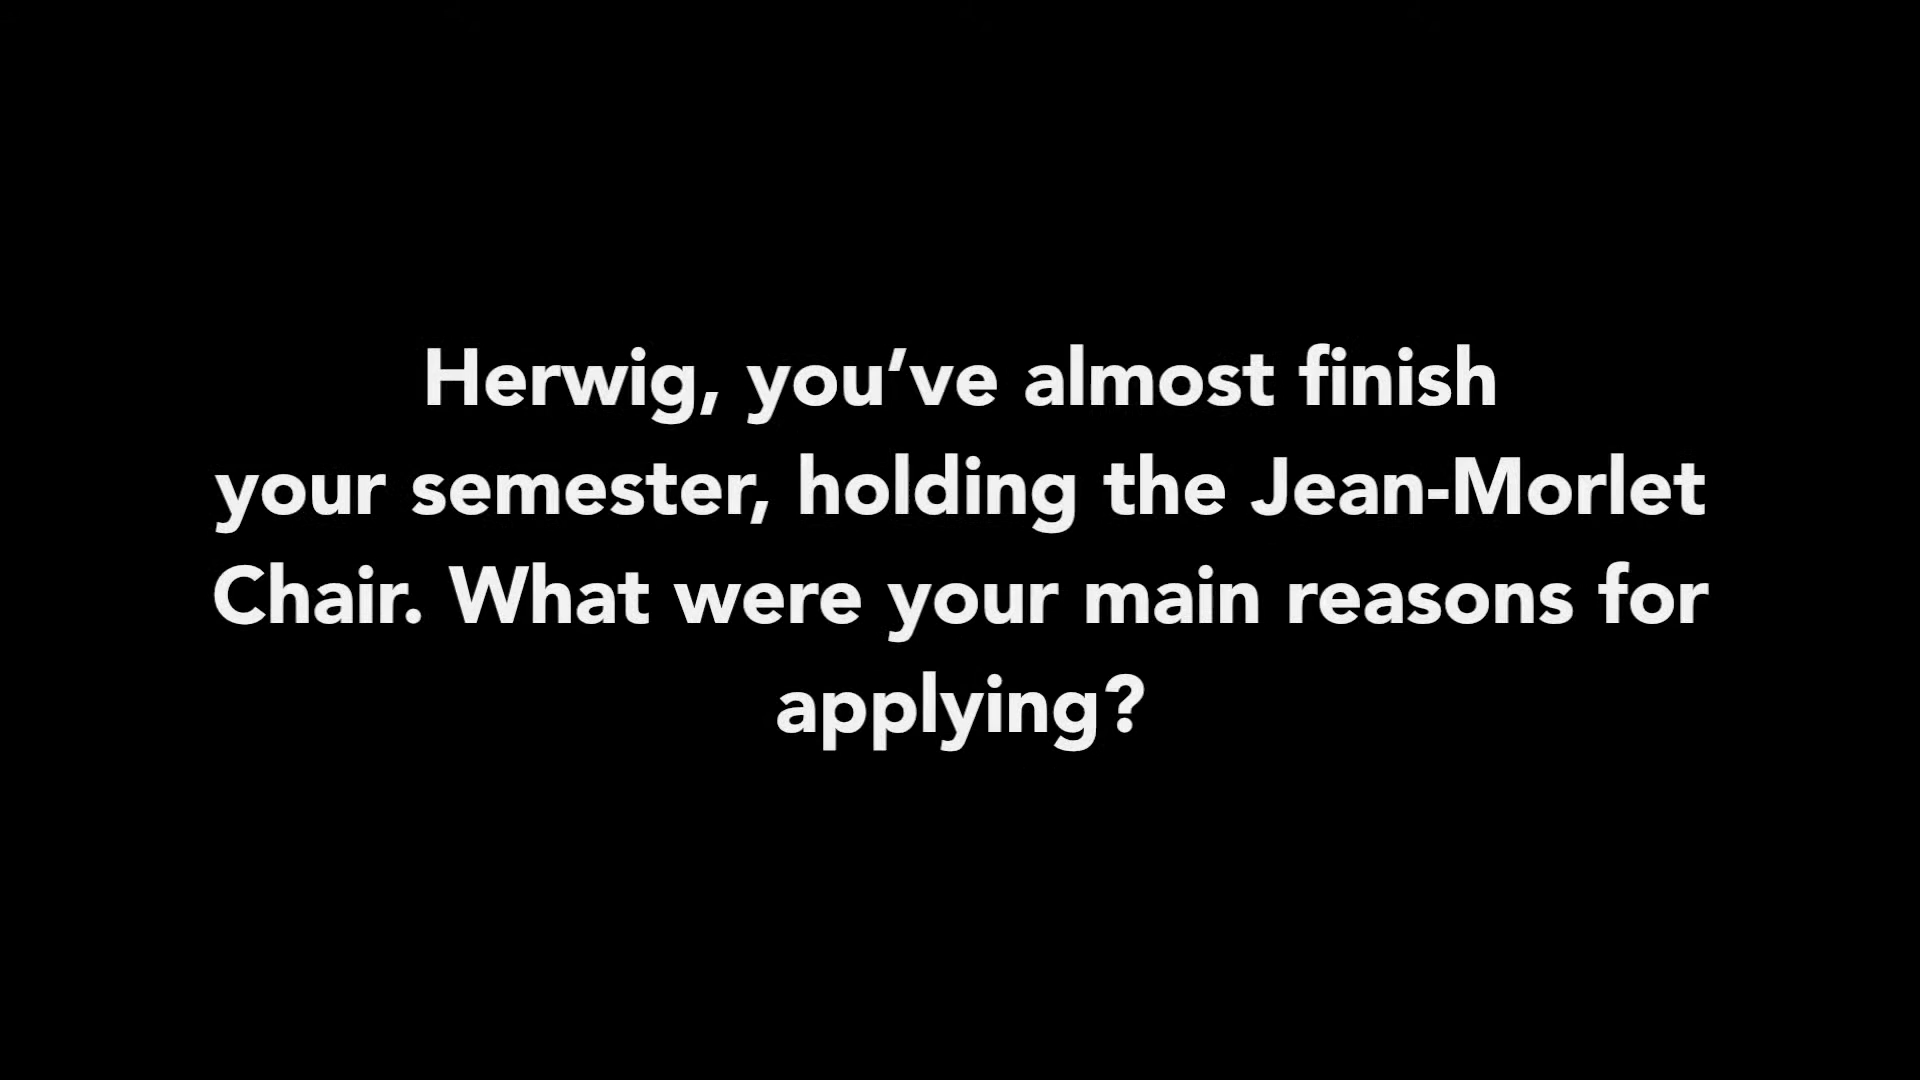 Herwig, you’ve almost finish
your semester, holding the Jean-Morlet
Chair. What were your main reasons for
applying?